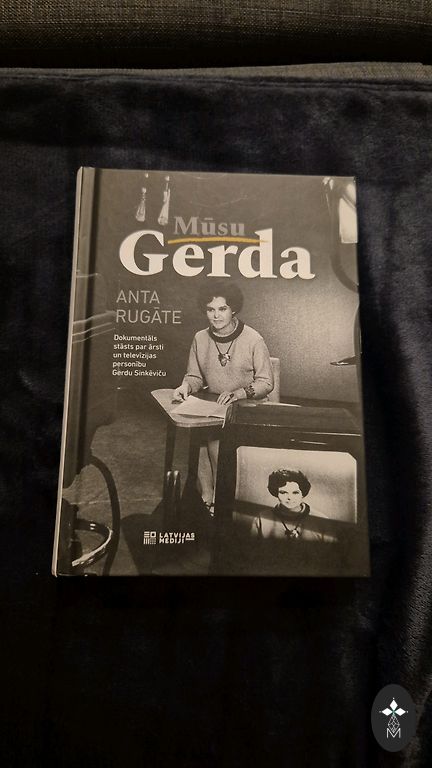 Mūsu
Gerda
ANTA
RUGĀTE
Dokumentāls
stāsts par ārsti
un televīzijas
personību
Gerdu Sinkēviču
LATVIJAS
MEDIJI
M